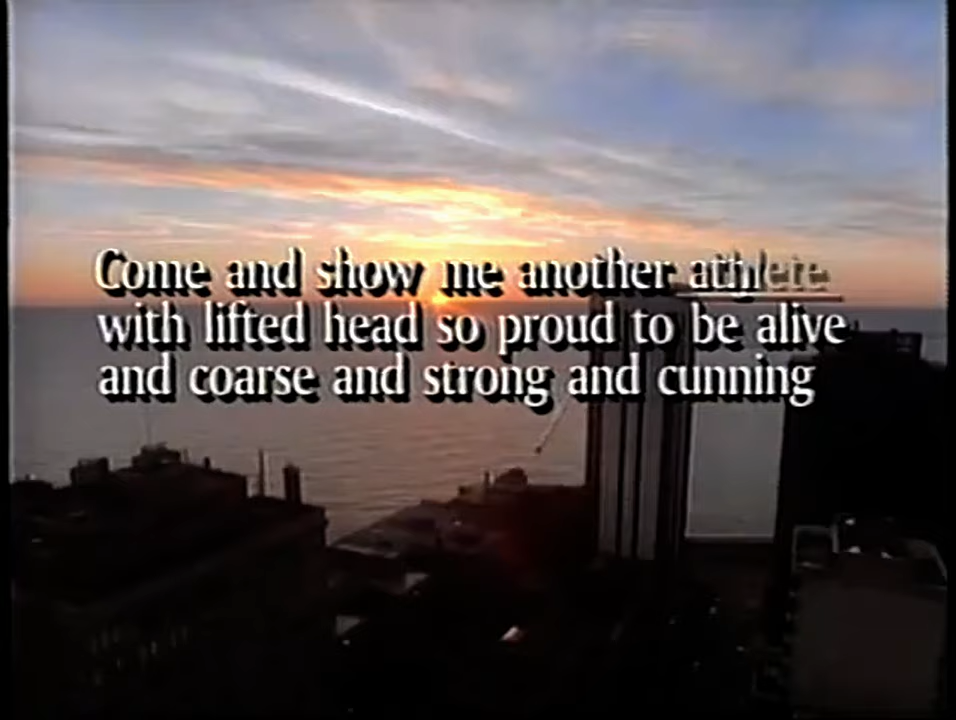 Come and show me another athlete
with lifted head so proud to be alive
and coarse and strong and cunning